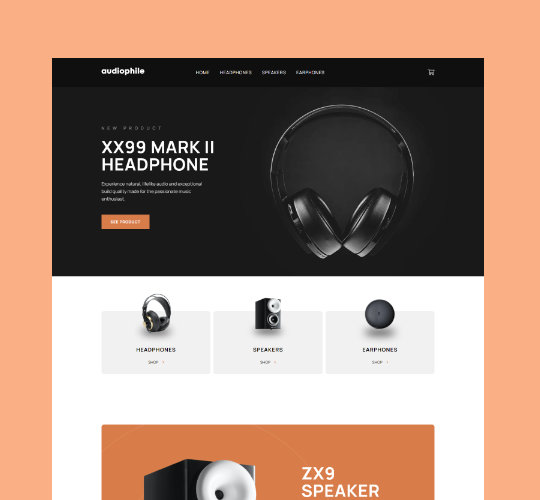 audiophile
HOME HEADPHONES SPEAKERS EARPHONES
NEW PRODUCT
XX99 MARK II
HEADPHONE
Experience natural, lifelike audio and exceptional
build quality made for the passionate music
enthusiast.
SEE PRODUCT
HEADPHONES SPEAKERS EARPHONES
SHOP > SHOP > SHOP >
ZX9
SPEAKER